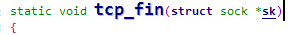 static void tcp_fin(struct sock *sk)
{